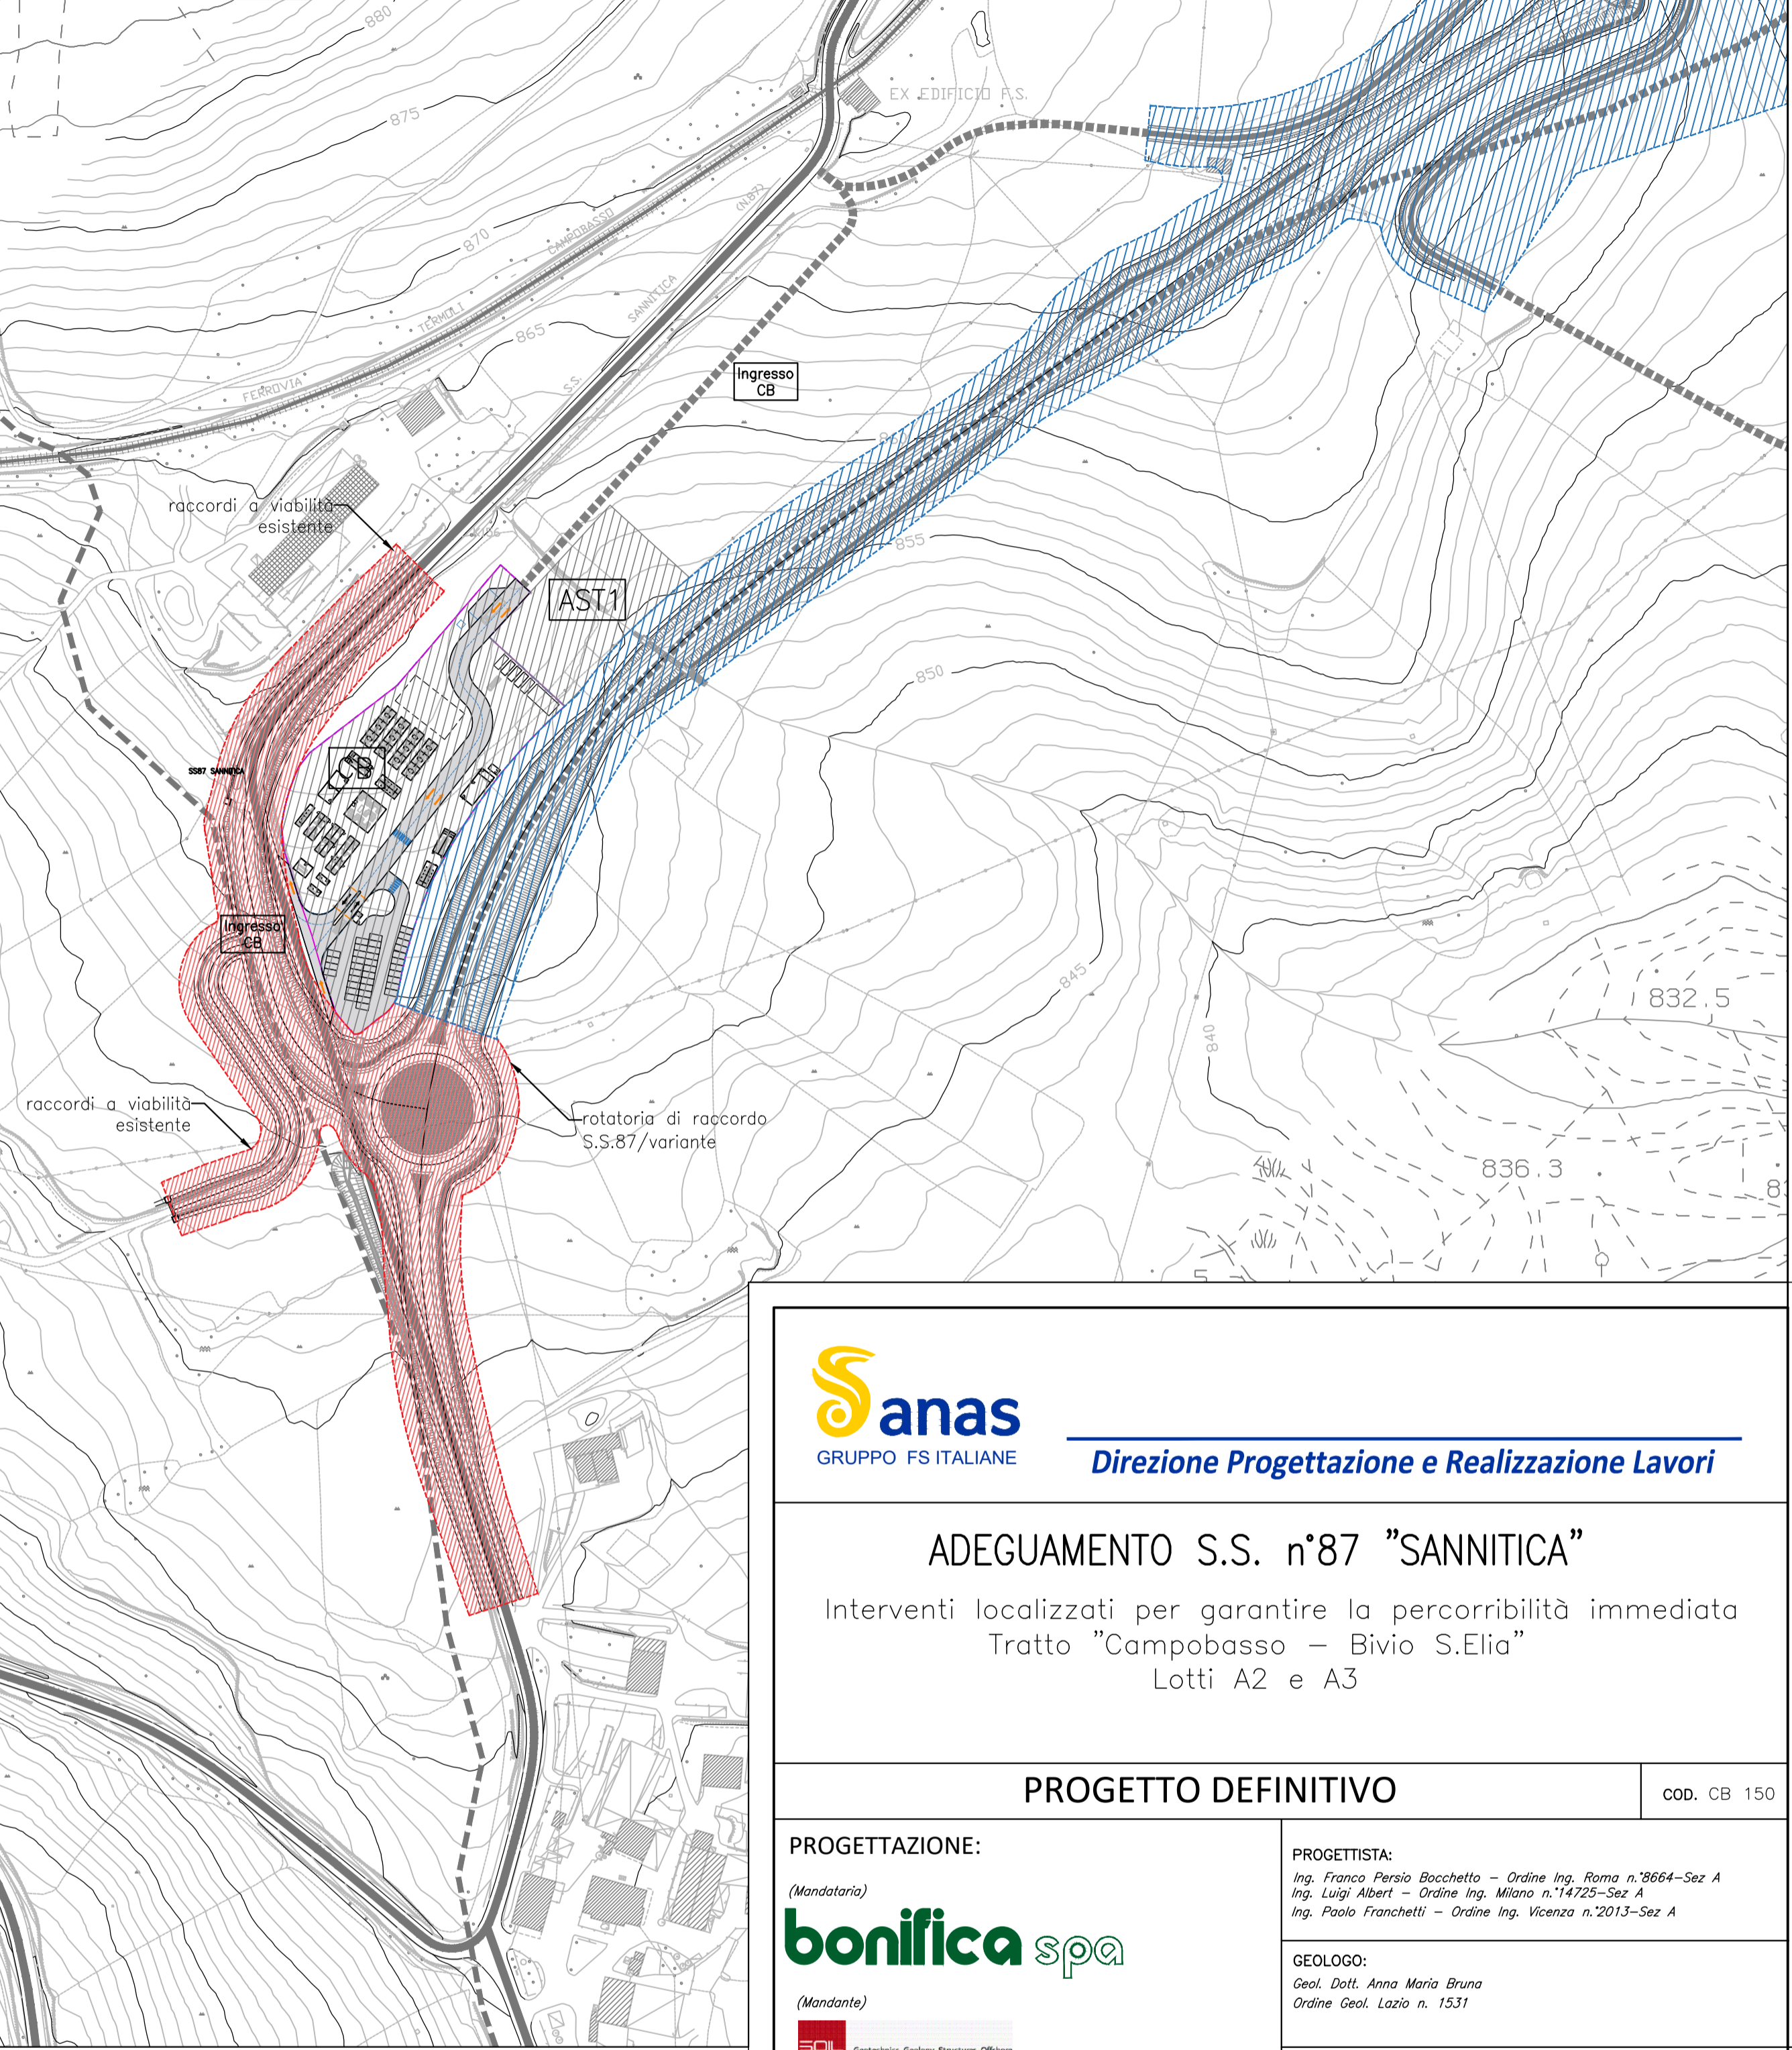 880
875
EX EDIFICIO F.S.
870
CAMPOBASSO
(N.87)
TERMOLI
865
SANNITICA
S.S.
FERROVIA
Ingresso
CB
raccordi a viabilità
esistente
855
AST1
850
SS87 SANNITICA
Ingresso
CB
845
840
832.5
raccordi a viabilità
esistente
rotatoria di raccordo
S.S.87/variante
836.3
anas
GRUPPO FS ITALIANE
Direzione Progettazione e Realizzazione Lavori
ADEGUAMENTO S.S. n°87 "SANNITICA"
Interventi localizzati per garantire la percorribilità immediata
Tratto "Campobasso – Bivio S.Elia"
Lotti A2 e A3
PROGETTO DEFINITIVO
COD. CB 150
PROGETTAZIONE:
(Mandataria)
bonifica spa
(Mandante)
PROGETTISTA:
Ing. Franco Persio Bocchetto – Ordine Ing. Roma n.°8664–Sez A
Ing. Luigi Albert – Ordine Ing. Milano n.°14725–Sez A
Ing. Paolo Franchetti – Ordine Ing. Vicenza n.°2013–Sez A
GEOLOGO:
Geol. Dott. Anna Maria Bruna
Ordine Geol. Lazio n. 1531